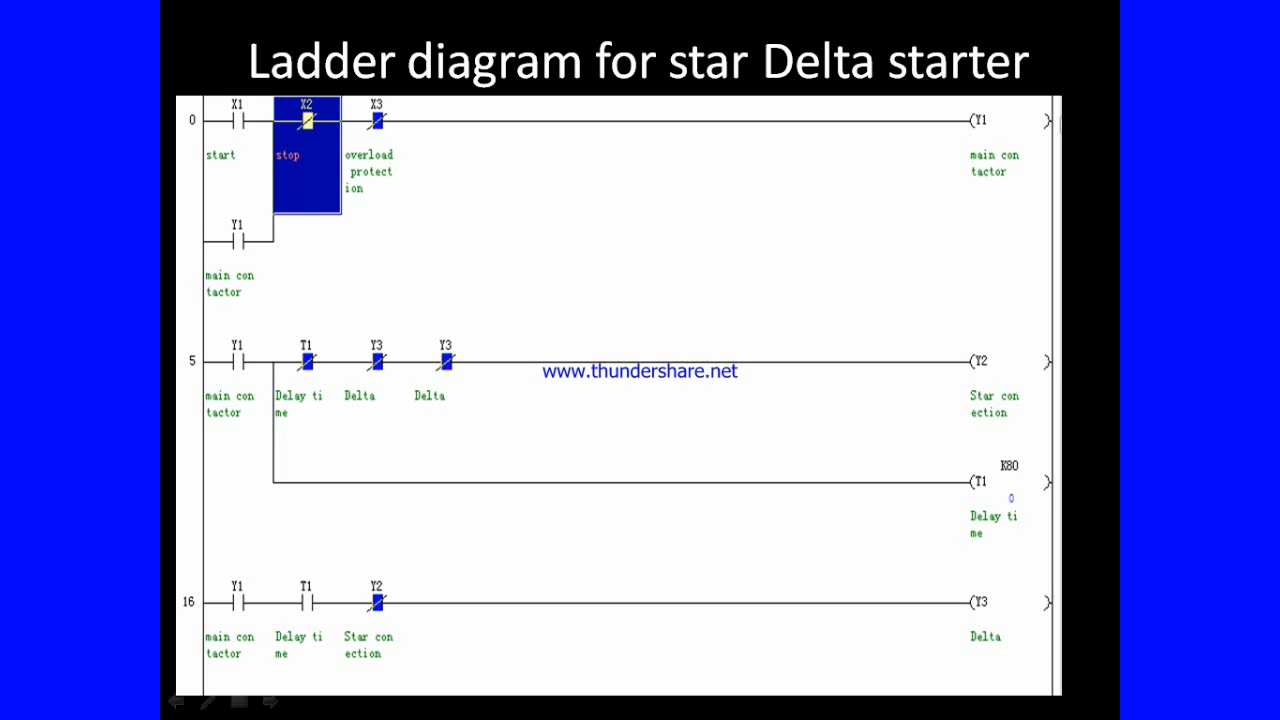 Ladder diagram for star Delta starter
X1 X2 X3
0 (Y1 )
start stop overload main con
protect tactor
ion
Y1
main con
tactor
Y1 T1 Y3 Y3
5 (Y2 )
www.thundershare.net
main con Delay ti Delta Delta Star con
tactor me ection
K80
(T1 )
0
Delay ti
me
Y1 T1 Y2
16 (Y3 )
main con Delay ti Star con Delta
tactor me ection